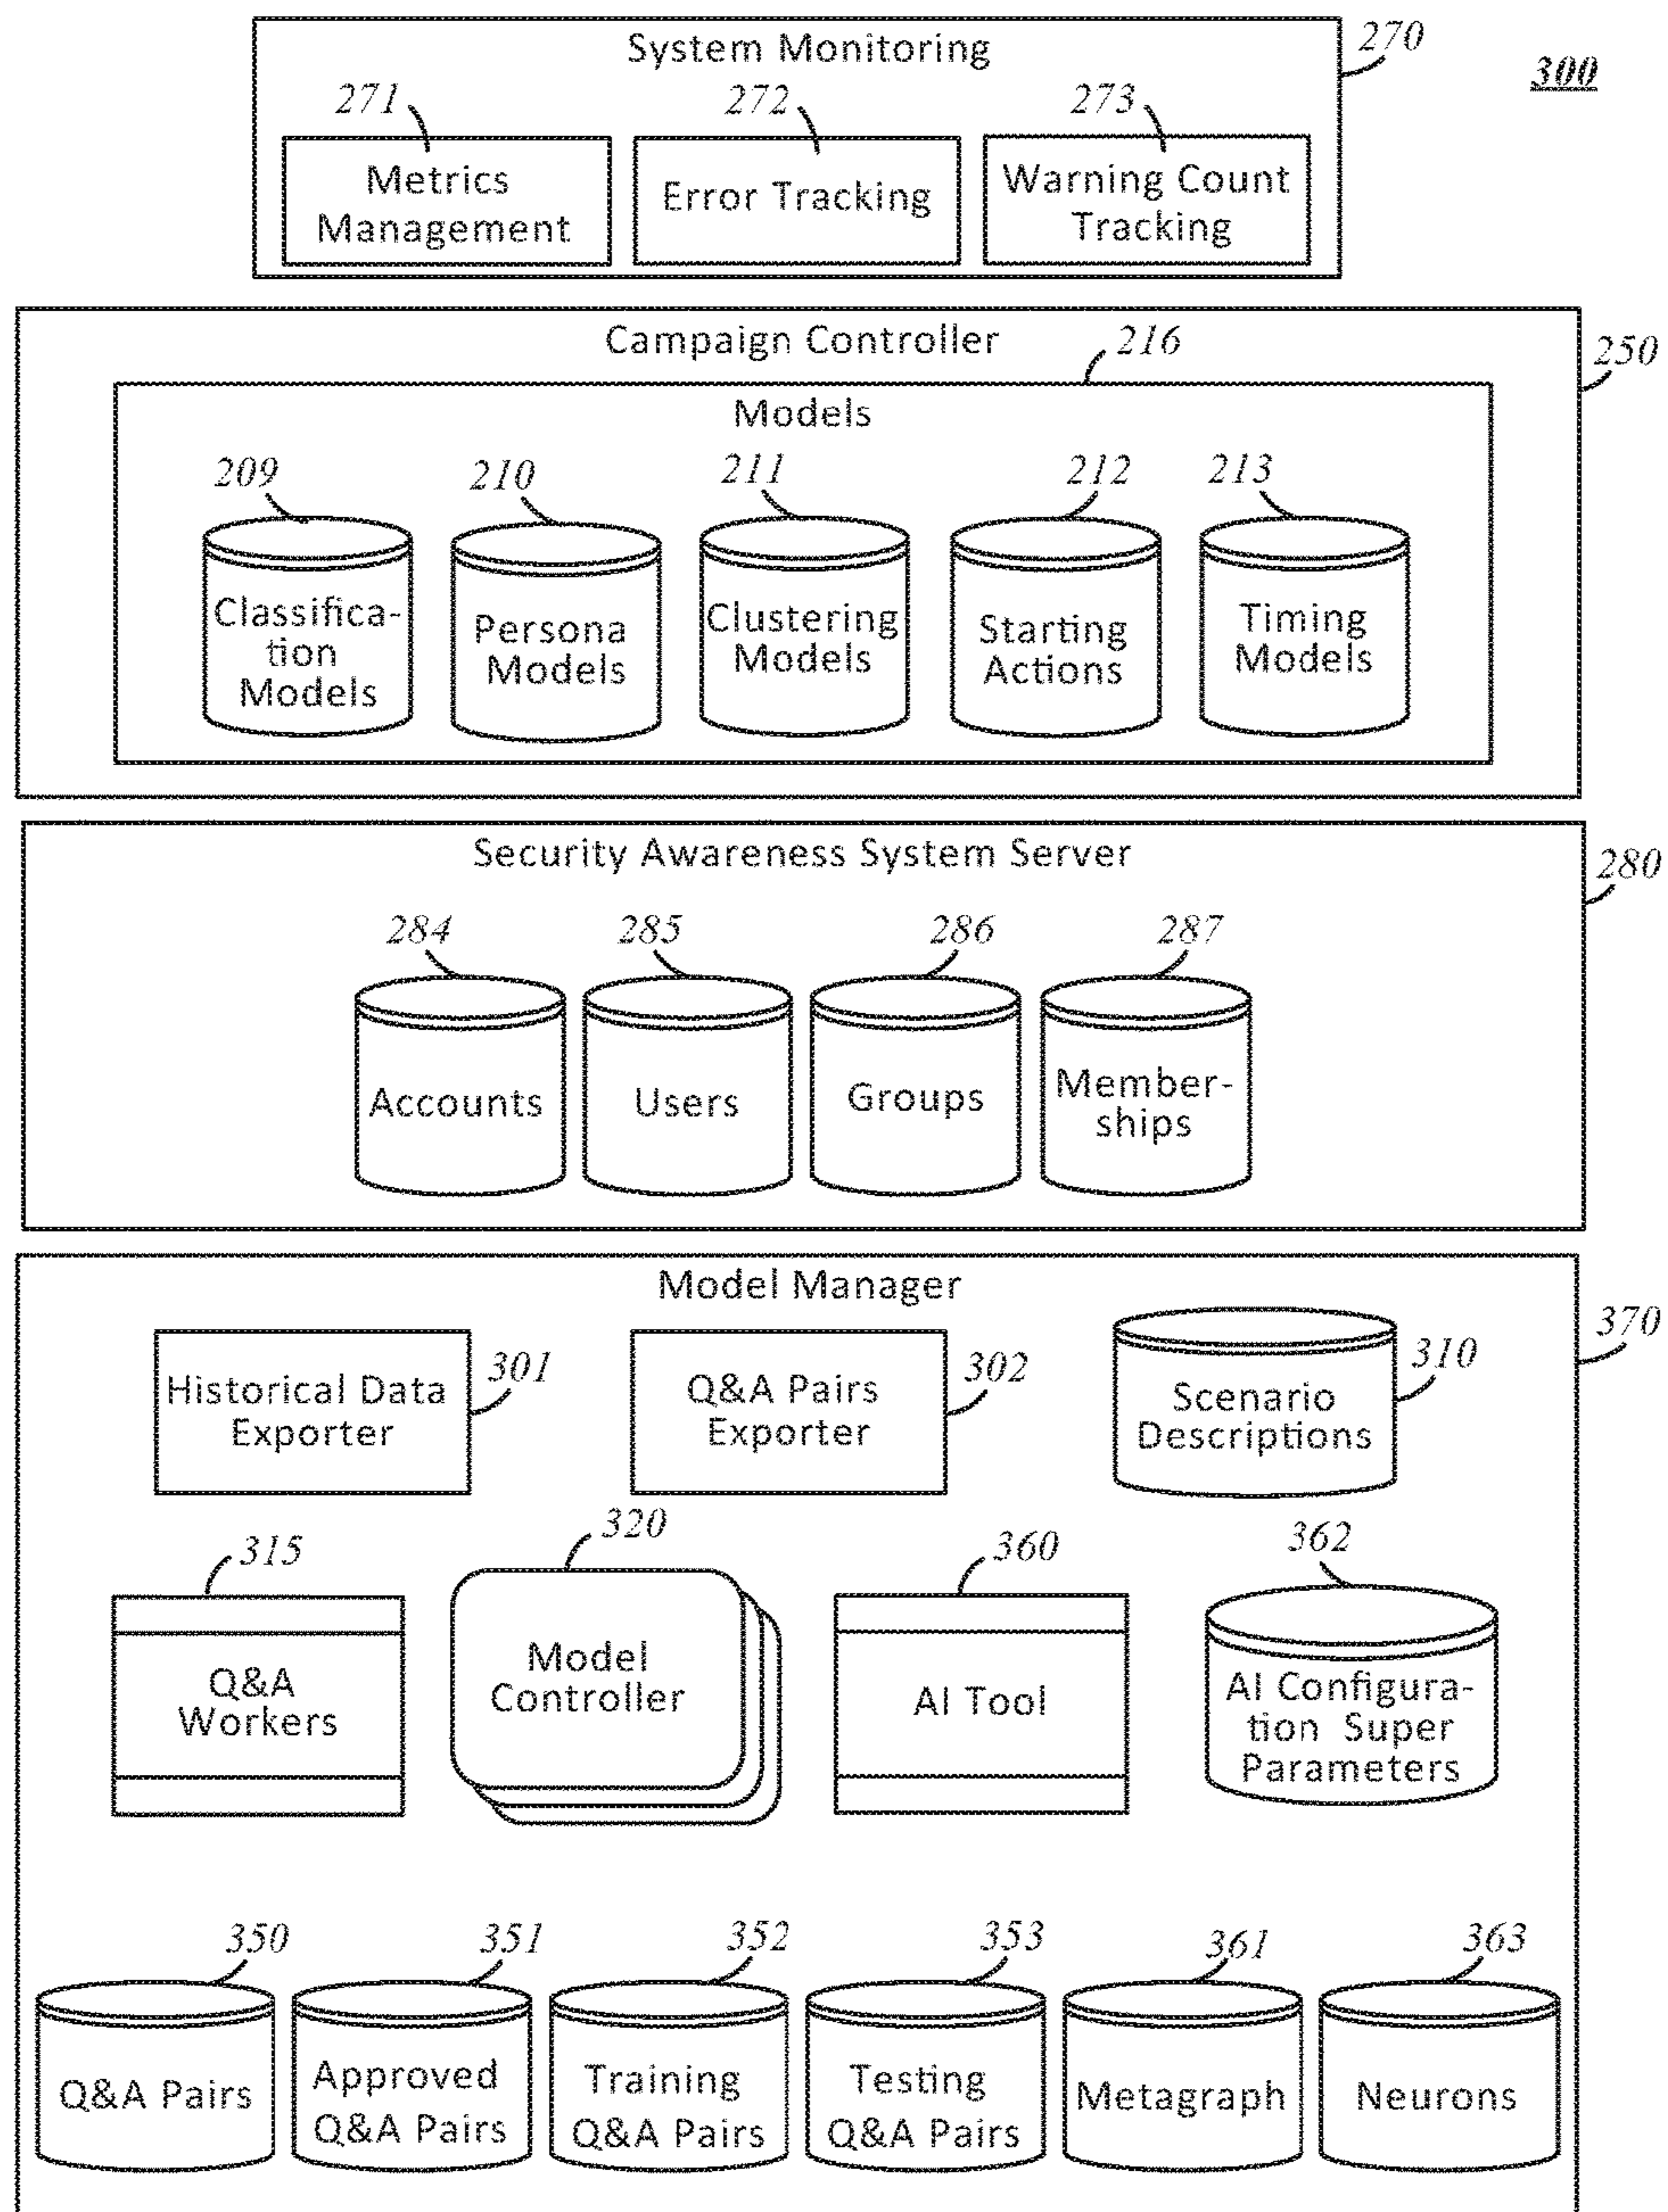 System Monitoring
270
300
271
272
273
Metrics
Management
Error Tracking
Warning Count
Tracking
Campaign Controller
216
250
Models
209
210
211
212
213
Classifica-
tion
Models
Persona
Models
Clustering
Models
Starting
Actions
Timing
Models
Security Awareness System Server
280
284
285
286
287
Accounts
Users
Groups
Member-
ships
Model Manager
370
Historical Data
Exporter
301
Q&A Pairs
Exporter
302
Scenario
Descriptions
310
315
320
360
362
Q&A
Workers
Model
Controller
AI Tool
AI Configura-
tion Super
Parameters
350
351
352
353
361
363
Q&A Pairs
Approved
Q&A Pairs
Training
Q&A Pairs
Testing
Q&A Pairs
Metagraph
Neurons